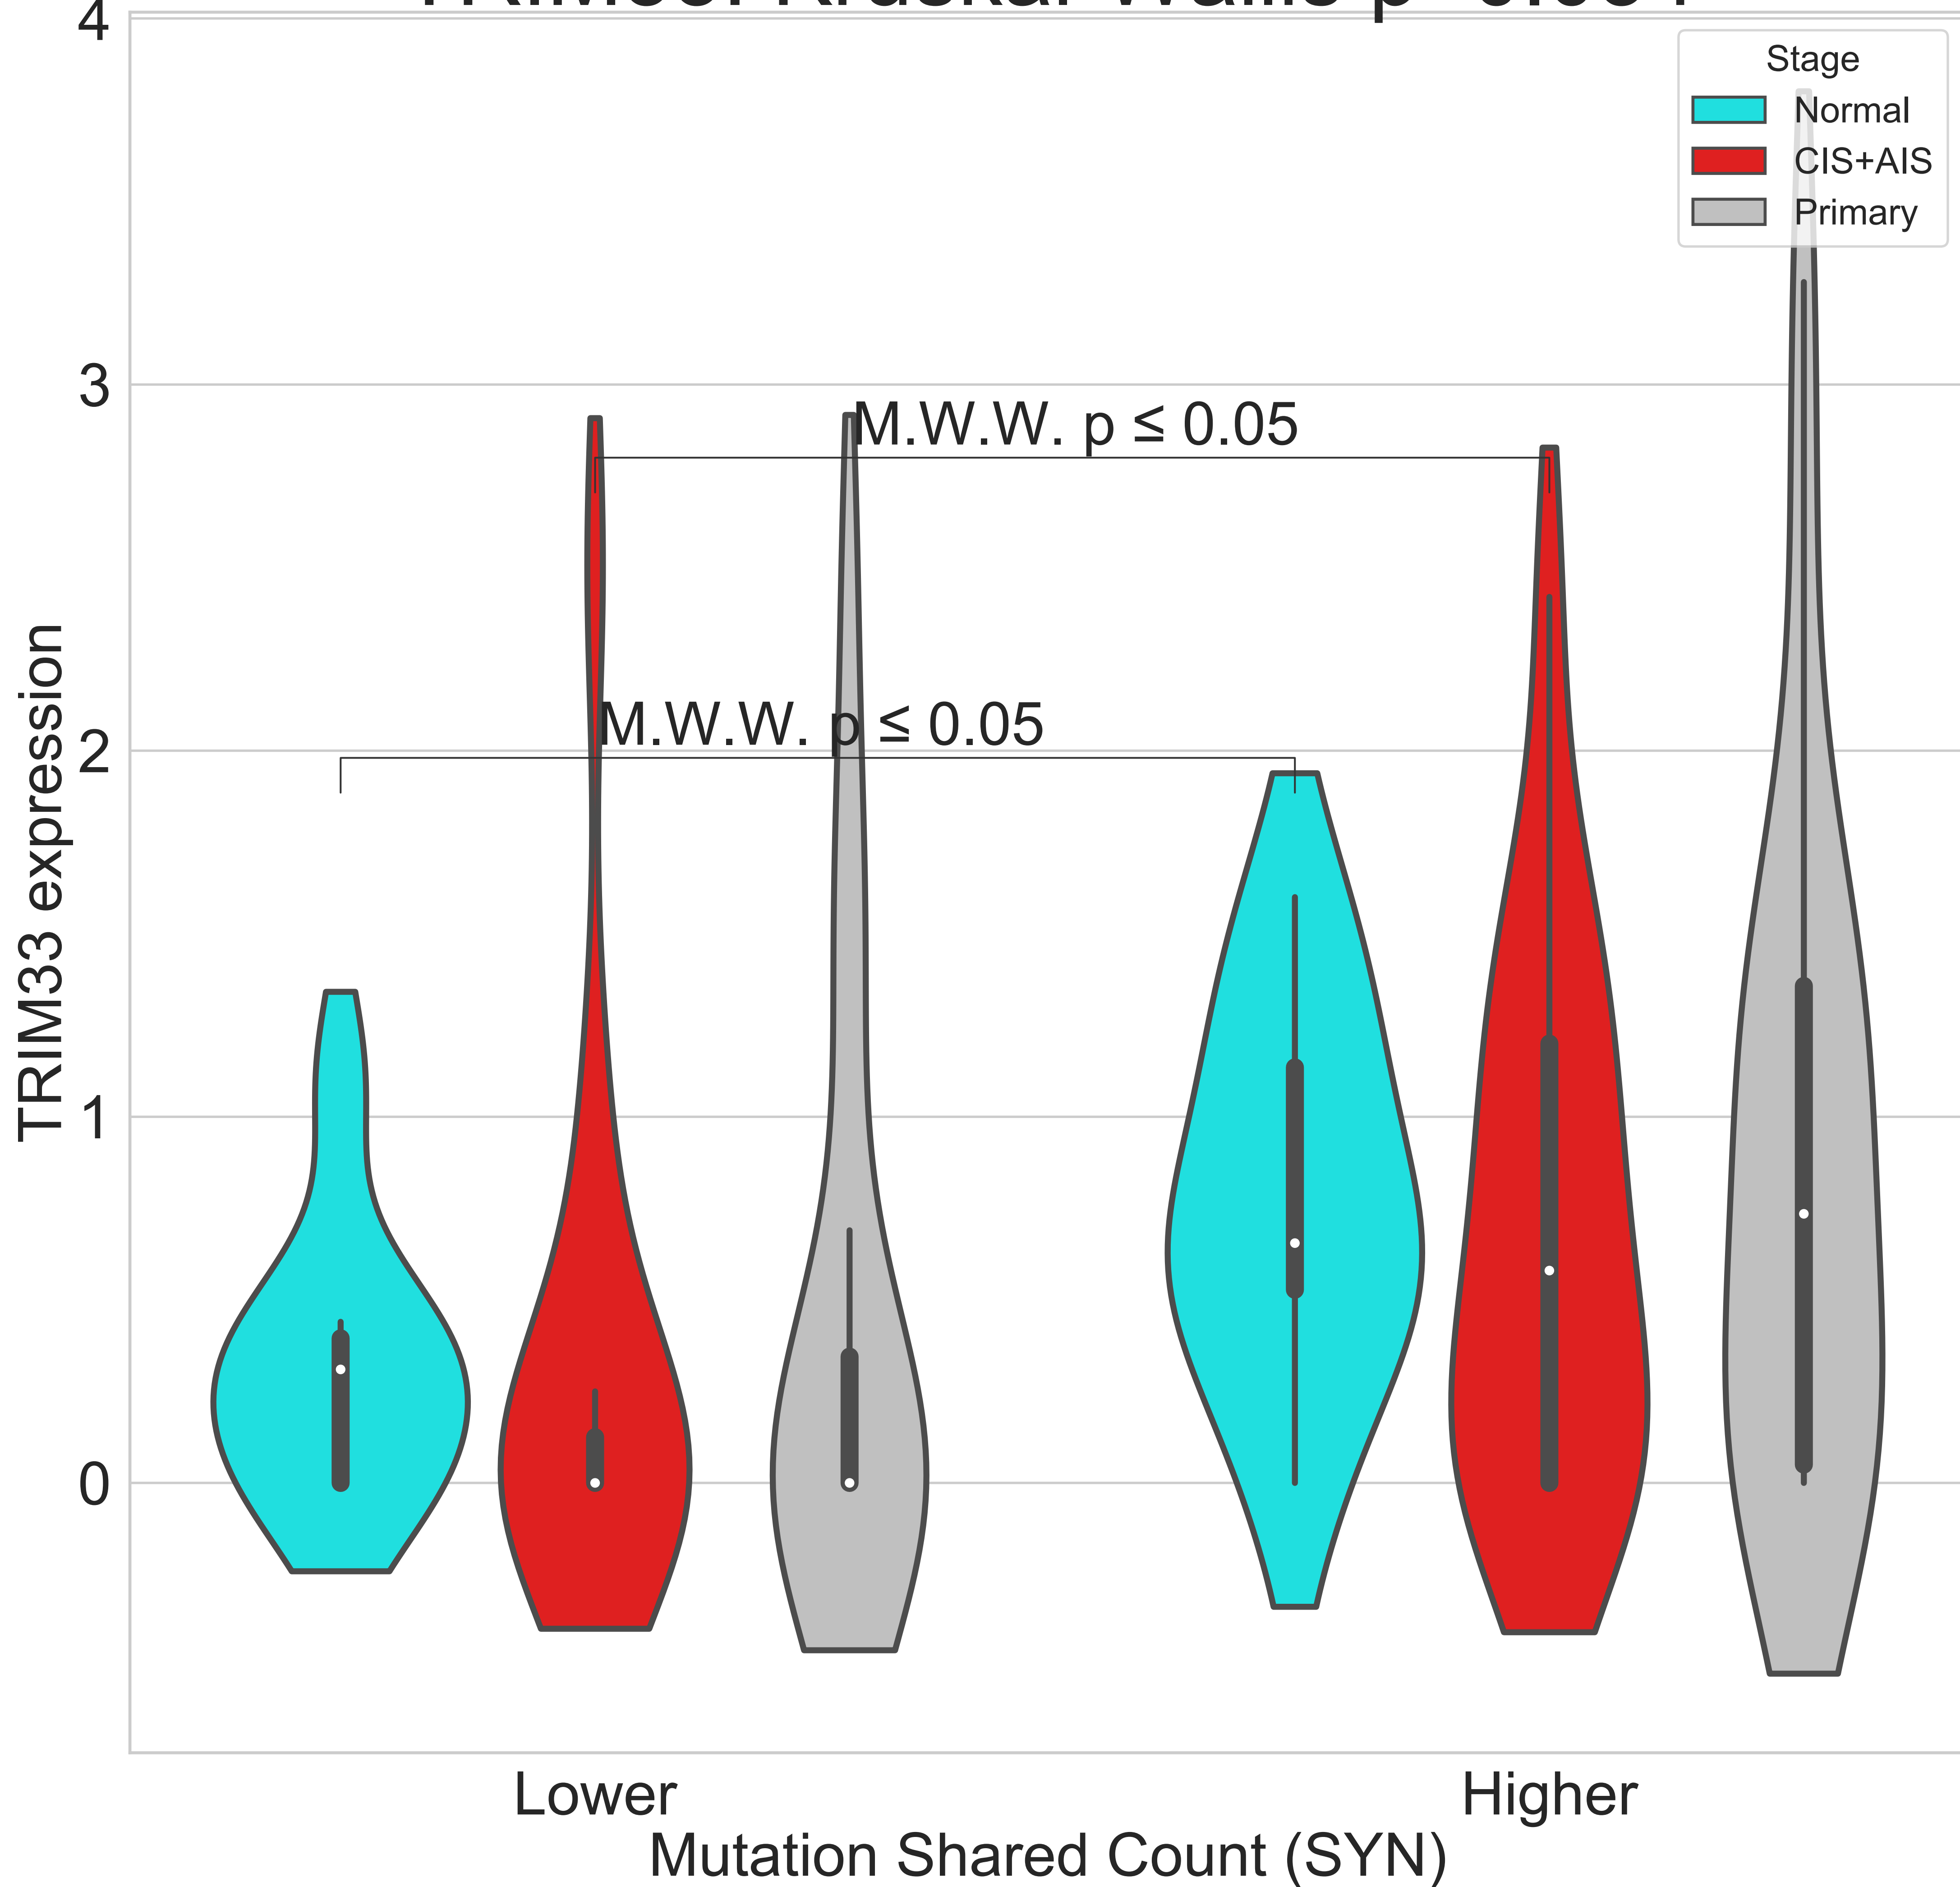 4
Stage
Normal
CIS+AIS
Primary
3
M.W.W. p ≤ 0.05
M.W.W. p ≤ 0.05
2
TRIM33 expression
1
0
Lower
Higher
Mutation Shared Count (SYN)